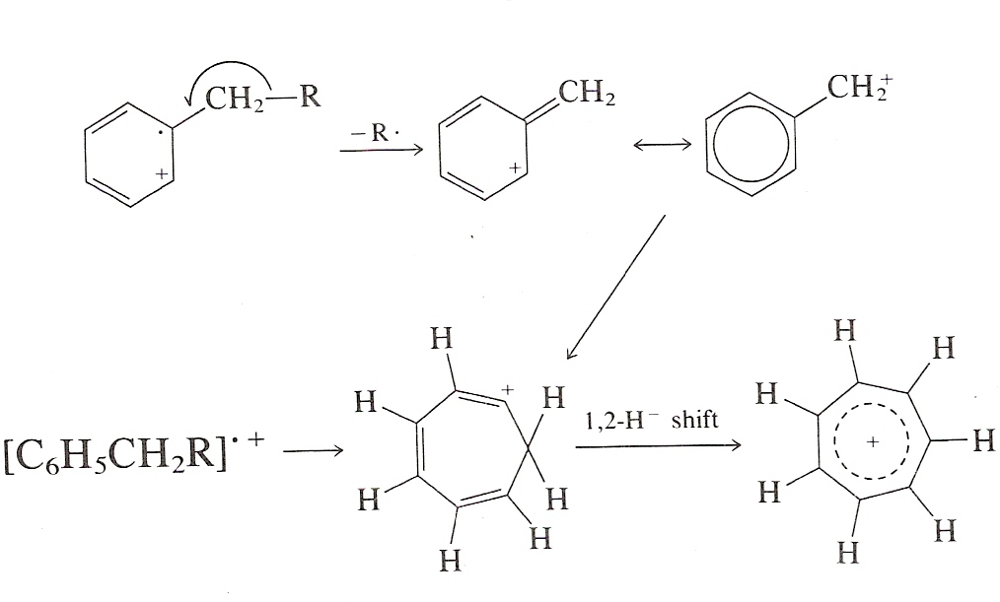 CH₂—R
−R·
CH₂
CH₂⁺
·
+
+
[C₆H₅CH₂R]·⁺
H
H
H
H
H
H
H
+
1,2-H⁻ shift
H
H
H
H
H
H
H
+